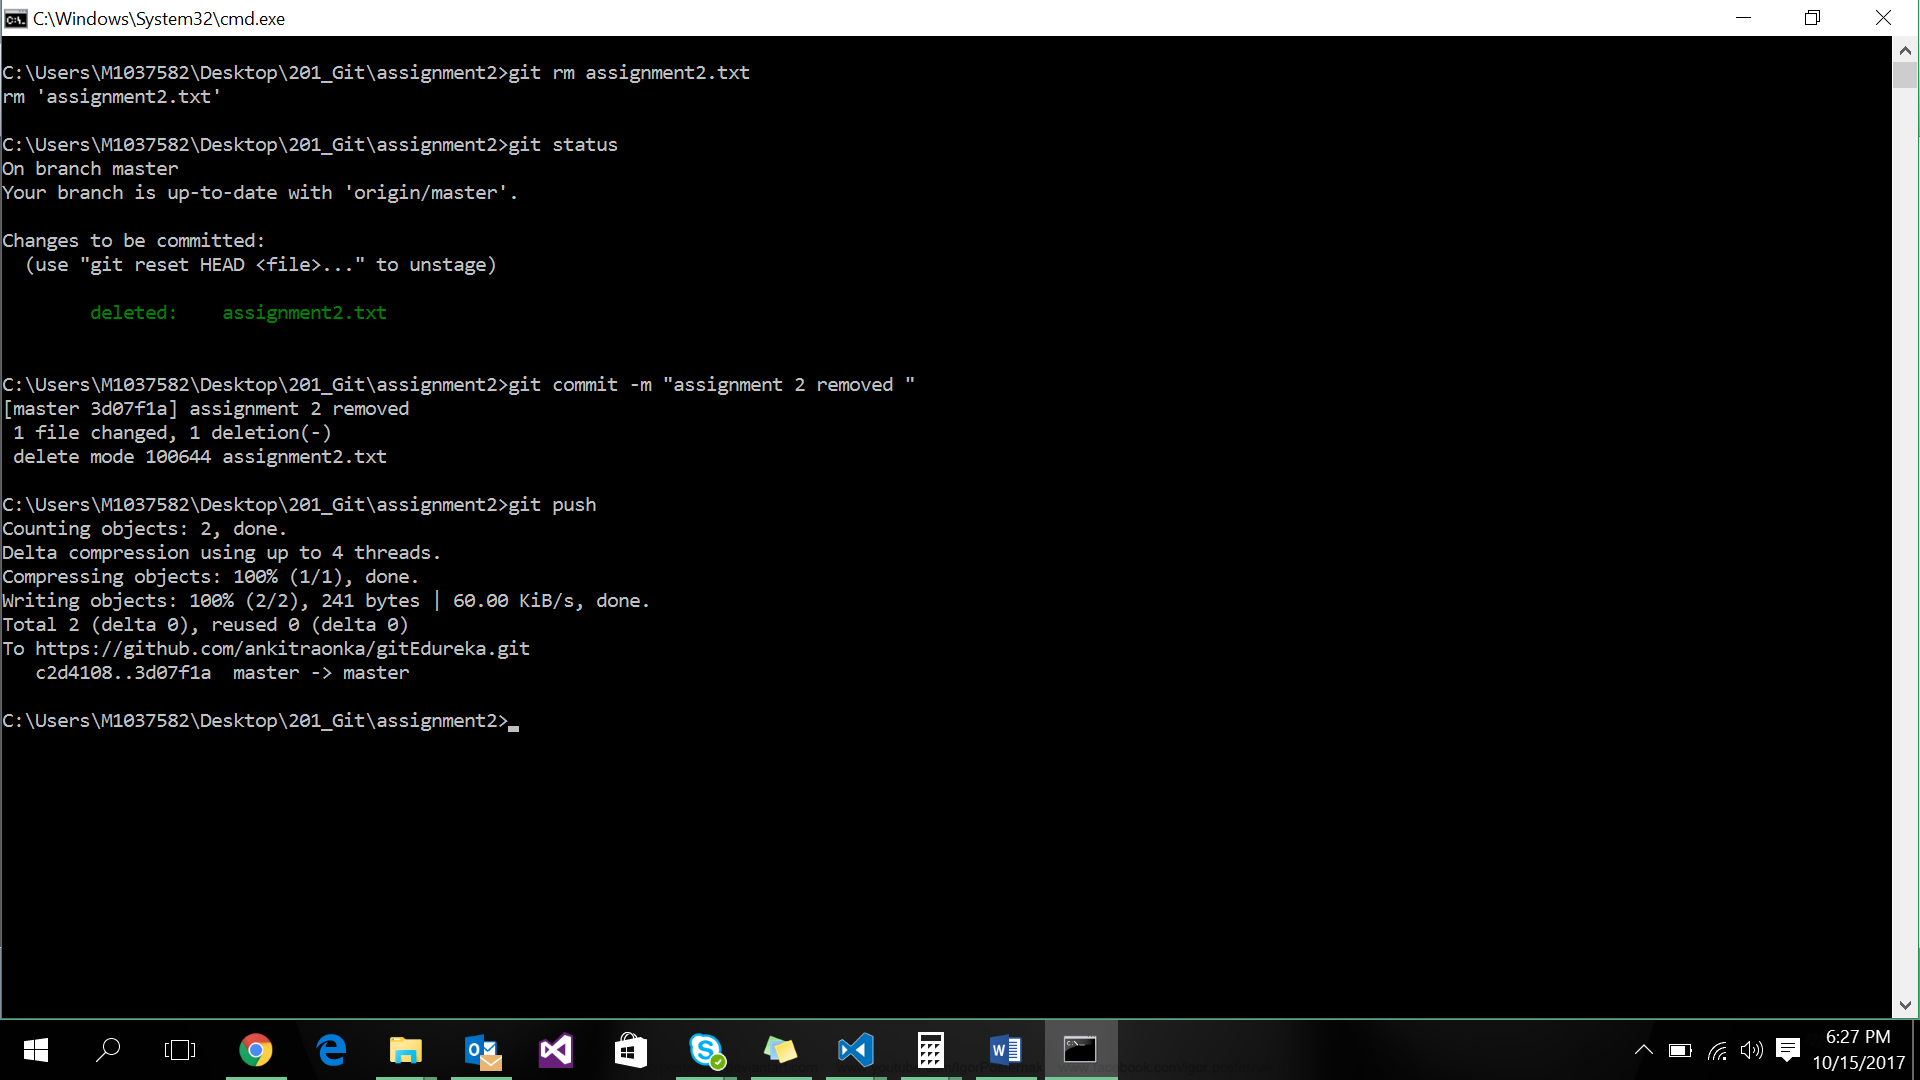 C:\Windows\System32\cmd.exe
C:\Users\M1037582\Desktop\201_Git\assignment2>git rm assignment2.txt
rm 'assignment2.txt'
C:\Users\M1037582\Desktop\201_Git\assignment2>git status
On branch master
Your branch is up-to-date with 'origin/master'.
Changes to be committed:
  (use "git reset HEAD <file>..." to unstage)
        deleted:    assignment2.txt
C:\Users\M1037582\Desktop\201_Git\assignment2>git commit -m "assignment 2 removed "
[master 3d07f1a] assignment 2 removed
 1 file changed, 1 deletion(-)
 delete mode 100644 assignment2.txt
C:\Users\M1037582\Desktop\201_Git\assignment2>git push
Counting objects: 2, done.
Delta compression using up to 4 threads.
Compressing objects: 100% (1/1), done.
Writing objects: 100% (2/2), 241 bytes | 60.00 KiB/s, done.
Total 2 (delta 0), reused 0 (delta 0)
To https://github.com/ankitraonka/gitEdureka.git
   c2d4108..3d07f1a  master -> master
C:\Users\M1037582\Desktop\201_Git\assignment2>
6:27 PM
10/15/2017